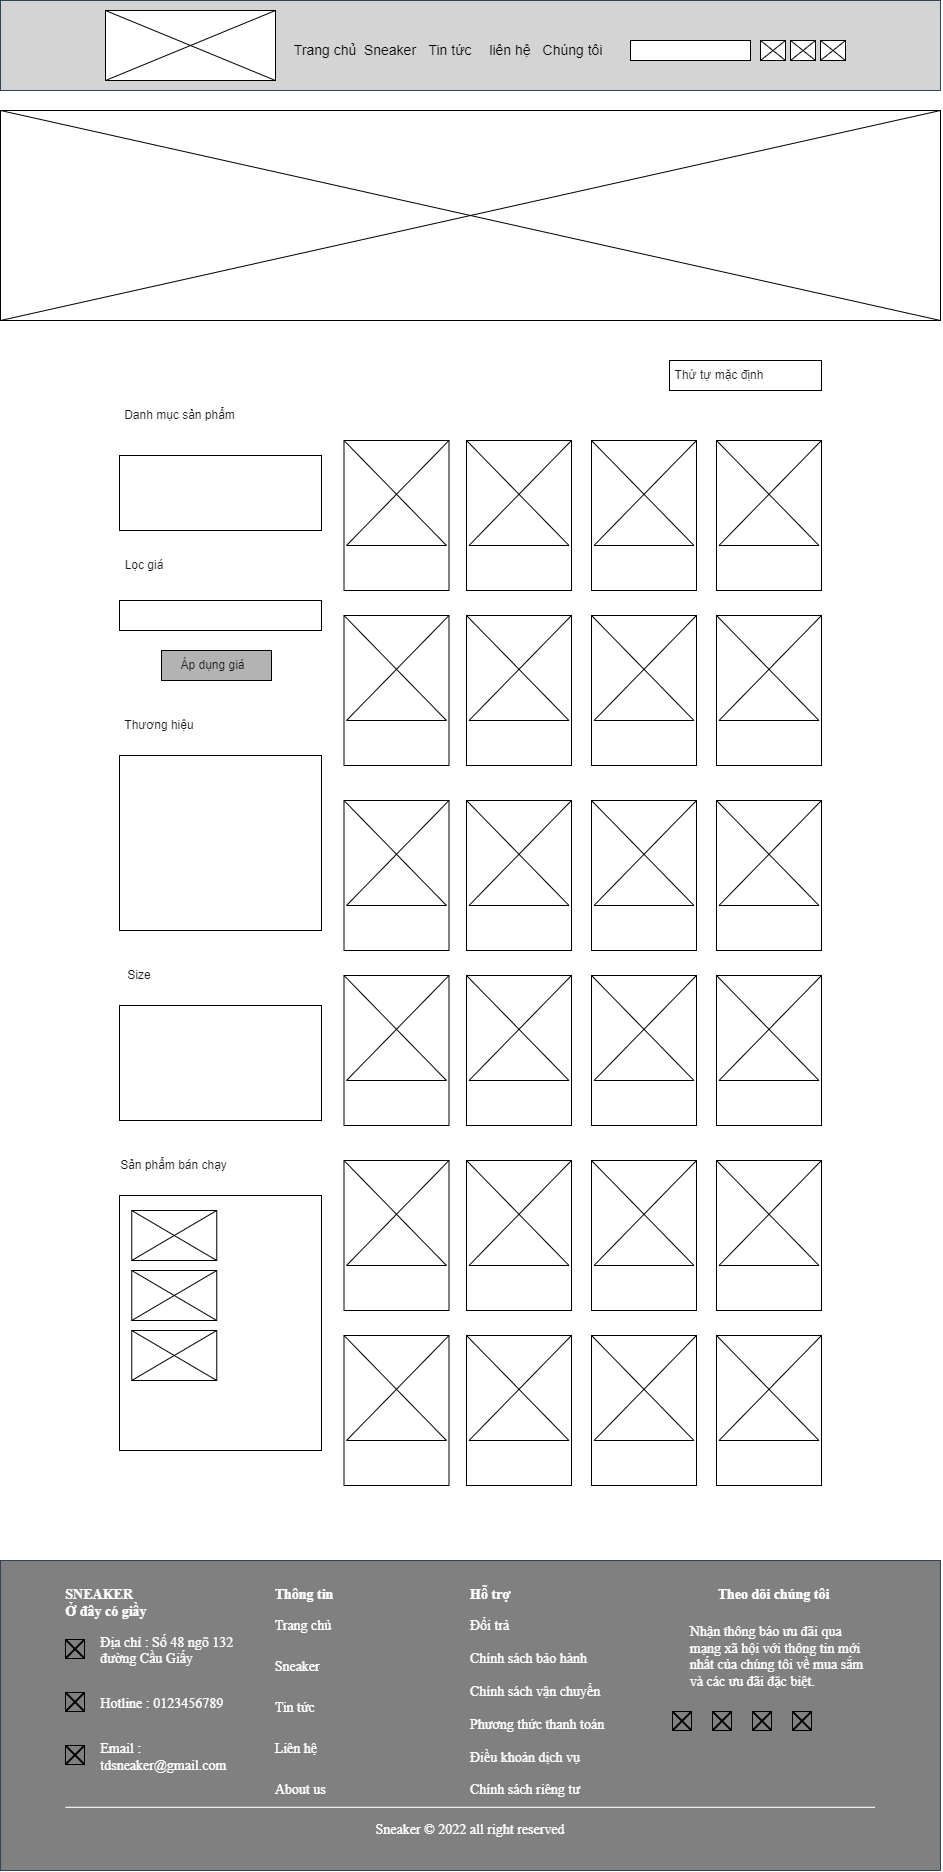 Trang chủ Sneaker Tin tức liên hệ Chúng tôi
Thứ tự mặc định
Danh mục sản phẩm
Lọc giá
Áp dụng giá
Thương hiệu
Size
Sản phẩm bán chạy
SNEAKER
Ở đây có giầy
Địa chỉ : Số 48 ngõ 132
đường Cầu Giấy
Hotline : 0123456789
Email :
tdsneaker@gmail.com
Thông tin
Trang chủ
Sneaker
Tin tức
Liên hệ
About us
Hỗ trợ
Đổi trả
Chính sách bảo hành
Chính sách vận chuyển
Phương thức thanh toán
Điều khoản dịch vụ
Chính sách riêng tư
Theo dõi chúng tôi
Nhận thông báo ưu đãi qua
mạng xã hội với thông tin mới
nhất của chúng tôi về mua sắm
và các ưu đãi đặc biệt.
Sneaker © 2022 all right reserved